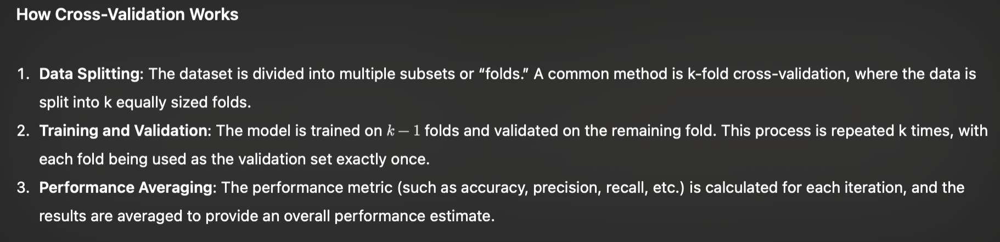 How Cross-Validation Works
1. Data Splitting: The dataset is divided into multiple subsets or “folds.” A common method is k-fold cross-validation, where the data is
split into k equally sized folds.
2. Training and Validation: The model is trained on k − 1 folds and validated on the remaining fold. This process is repeated k times, with
each fold being used as the validation set exactly once.
3. Performance Averaging: The performance metric (such as accuracy, precision, recall, etc.) is calculated for each iteration, and the
results are averaged to provide an overall performance estimate.